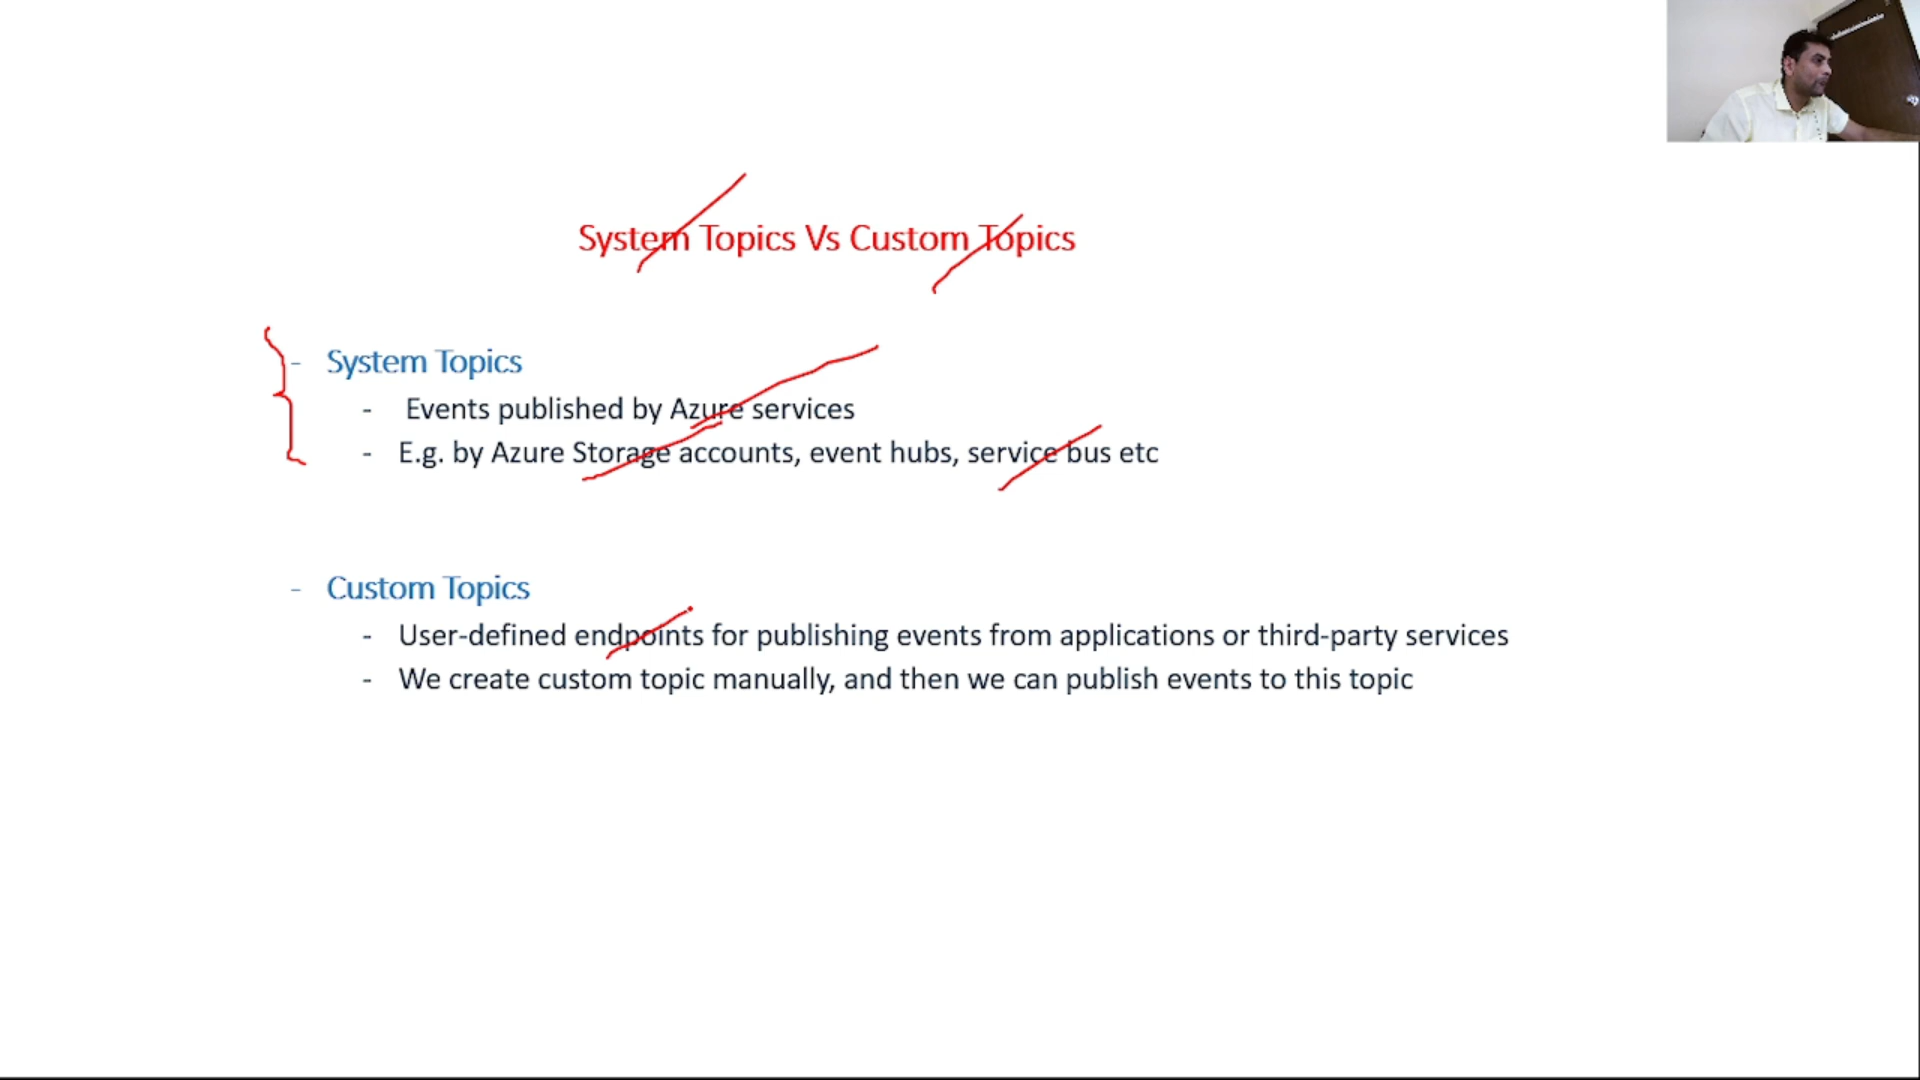 System Topics Vs Custom Topics
- System Topics
- Events published by Azure services
- E.g. by Azure Storage accounts, event hubs, service bus etc
- Custom Topics
- User-defined endpoints for publishing events from applications or third-party services
- We create custom topic manually, and then we can publish events to this topic